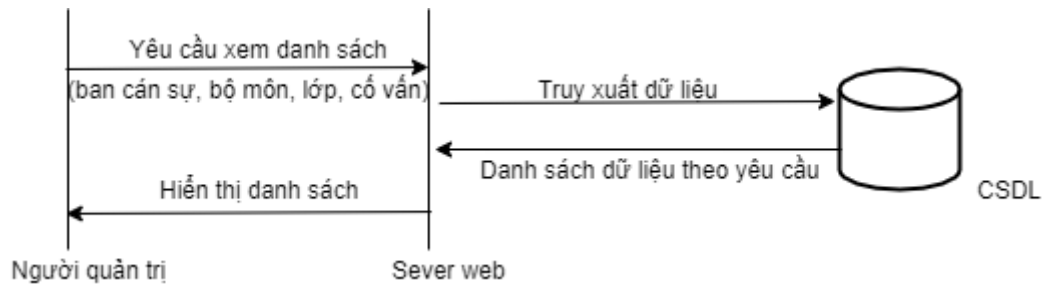 Yêu cầu xem danh sách
(ban cán sự, bộ môn, lớp, cố vấn)
Truy xuất dữ liệu
Danh sách dữ liệu theo yêu cầu
Hiển thị danh sách
CSDL
Người quản trị
Sever web